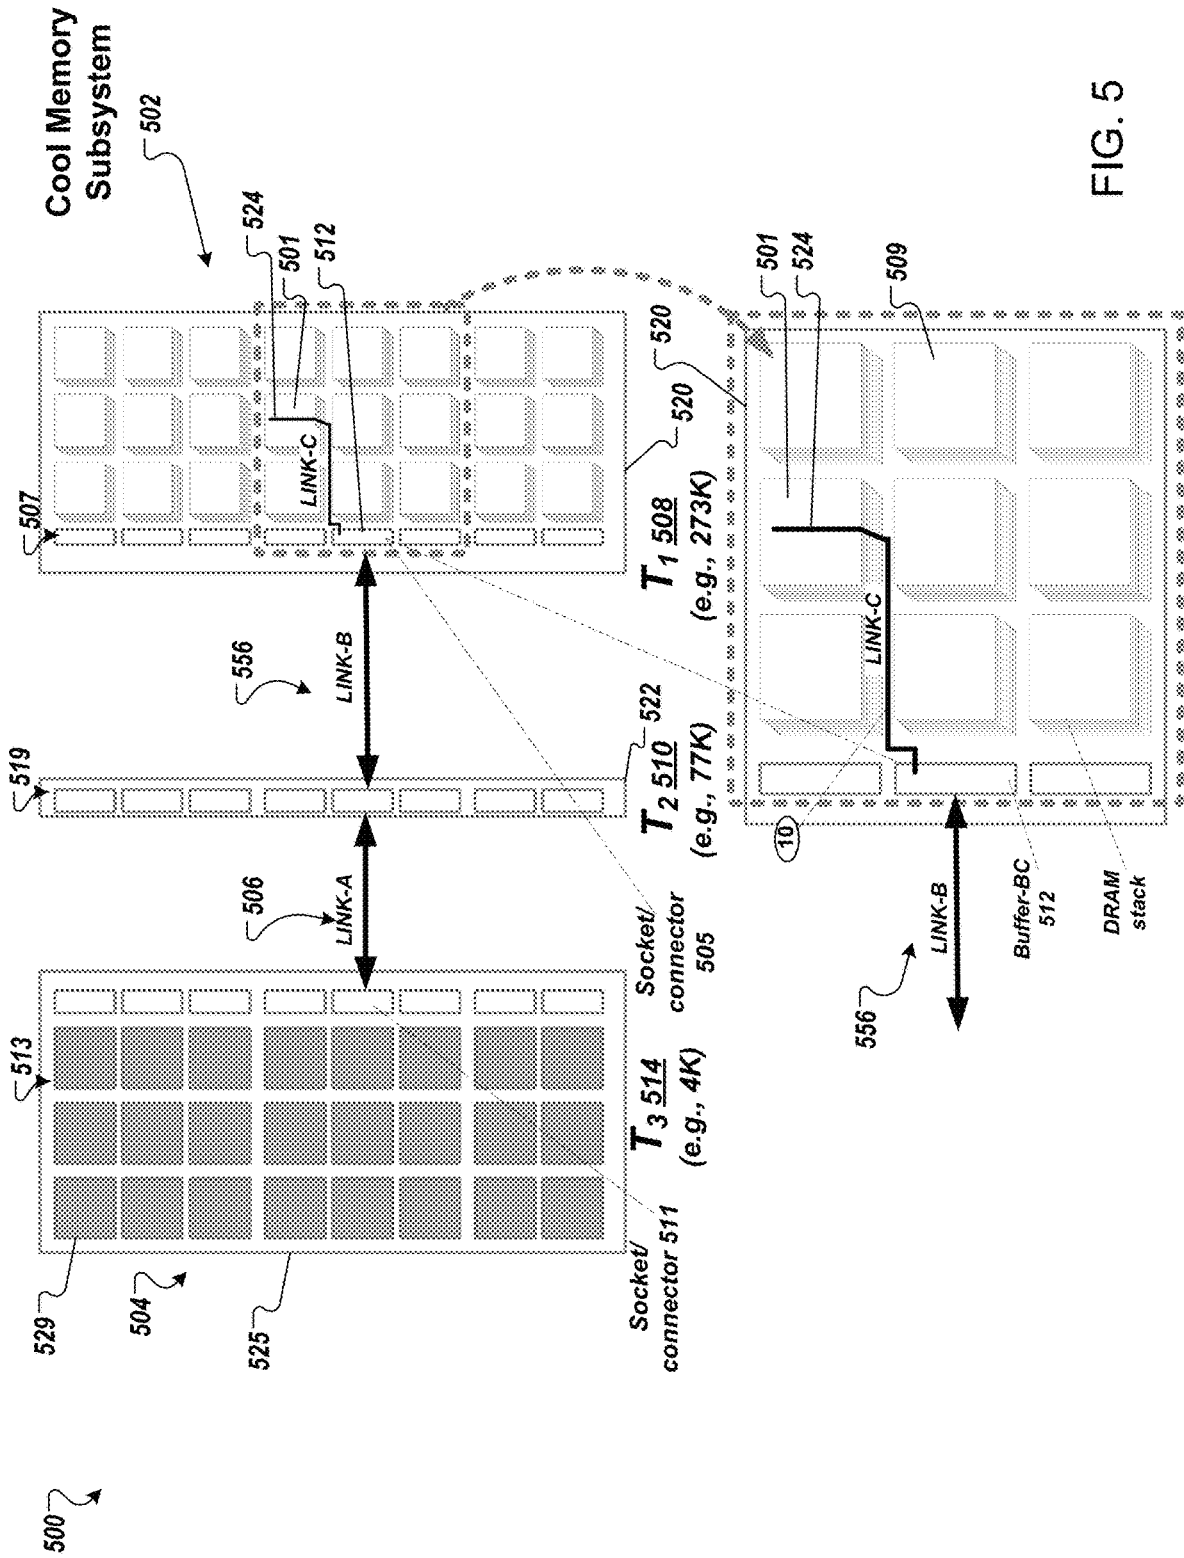 500
529
504
525
513
Socket/
connector 511
T3 514
(e.g., 4K)
506
LINK-A
Socket/
connector
505
519
T2 510
(e.g., 77K)
522
556
LINK-B
507
T1 508
(e.g., 273K)
520
LINK-C
524
501
512
Cool Memory
Subsystem
502
556
LINK-B
Buffer-BC
512
DRAM
stack
10
LINK-C
520
501
524
509
FIG. 5